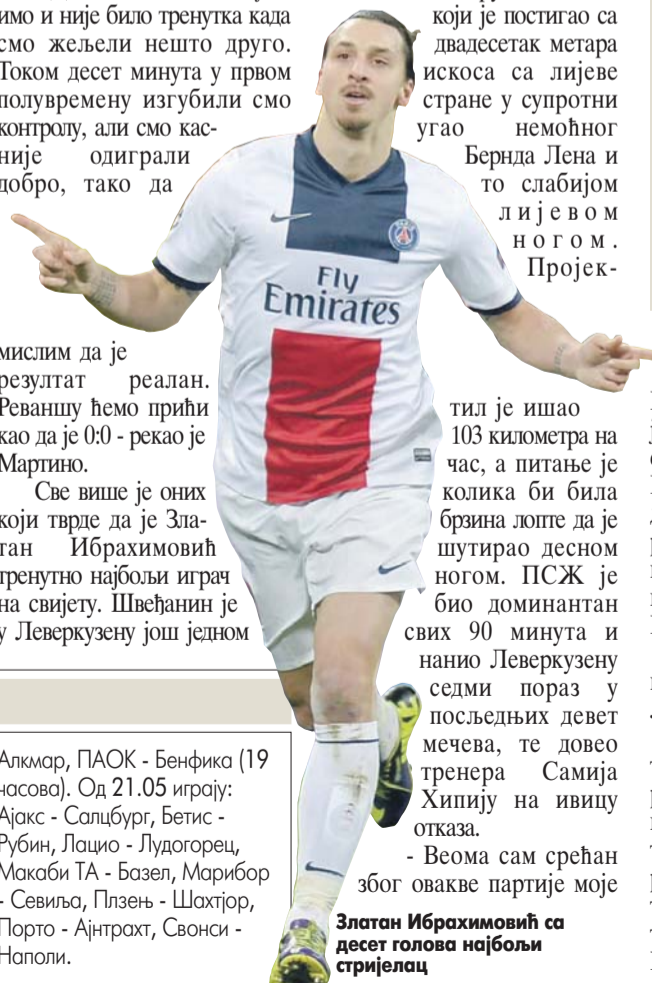 имо и није било тренутка када
смо жељели нешто друго.
Током десет минута у првом
полувремену изгубили смо
контролу, али смо кас-
није одиграли
добро, тако да
мислим да је
резултат реалан.
Реваншу ћемо прићи
као да је 0:0 - рекао је
Мартино.
Све више је оних
који тврде да је Зла-
тан Ибрахимовић
тренутно најбољи играч
на свијету. Швеђанин је
у Леверкузену још једном
који је постигао са
двадесетак метара
искоса са лијеве
стране у супротни
угао немоћног
Бернда Лена и
то слабијом
лијевом
ногом.
Пројек-
тил је ишао
103 километра на
час, а питање је
колика би била
брзина лопте да је
шутирао десном
ногом. ПСЖ је
био доминантан
свих 90 минута и
нанио Леверкузену
седми пораз у
посљедњих девет
мечева, те довео
тренера Самија
Хипију на ивицу
отказа.
- Веома сам срећан
због овакве партије моје
Fly
Emirates
Златан Ибрахимовић са
десет голова најбољи
стријелац
Алкмар, ПАОК - Бенфика (19
часова). Од 21.05 играју:
Ајакс - Салцбург, Бетис -
Рубин, Лацио - Лудогорец,
Макаби ТА - Базел, Марибор
- Севиља, Плзењ - Шахтјор,
Порто - Ајнтрахт, Свонси -
Наполи.